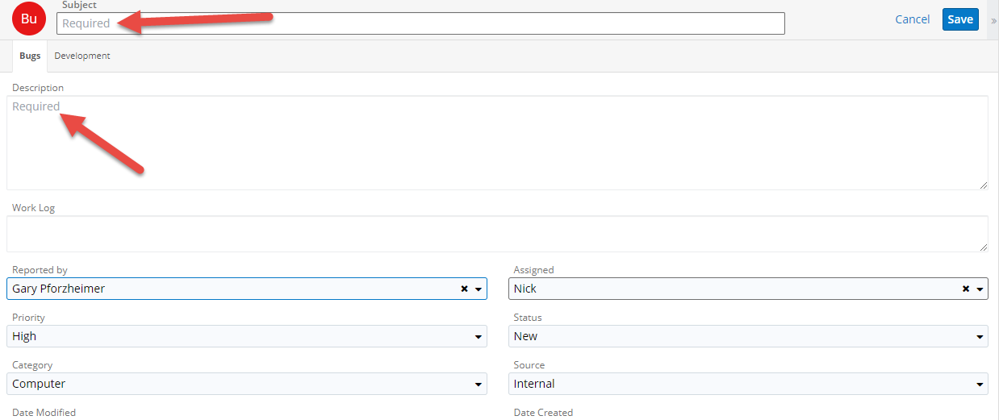 Subject
Bu
Required
Cancel
Save
»
Bugs
Development
Description
Required
Work Log
Reported by
Assigned
Gary Pforzheimer
Nick
Priority
Status
High
New
Category
Source
Computer
Internal
Date Modified
Date Created